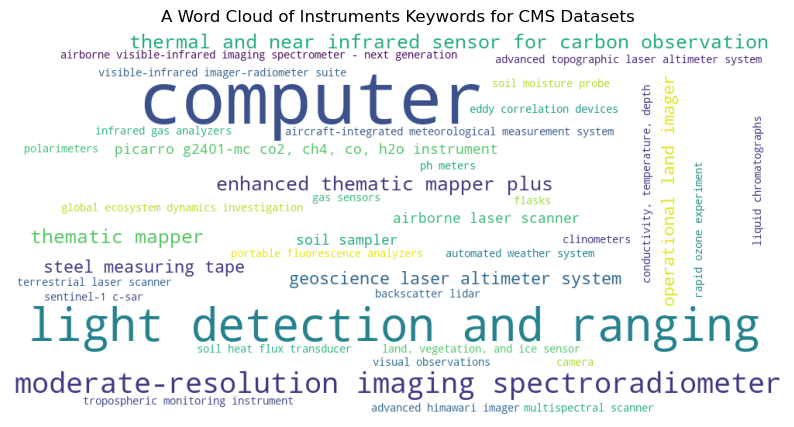 A Word Cloud of Instruments Keywords for CMS Datasets
thermal and near infrared sensor for carbon observation
airborne visible-infrared imaging spectrometer - next generation
advanced topographic laser altimeter system
visible-infrared imager-radiometer suite
computer
soil moisture probe
eddy correlation devices
infrared gas analyzers
aircraft-integrated meteorological measurement system
polarimeters
picarro g2401-mc co2, ch4, co, h2o instrument
ph meters
enhanced thematic mapper plus
gas sensors
flasks
global ecosystem dynamics investigation
airborne laser scanner
conductivity, temperature, depth
operational land imager
rapid ozone experiment
liquid chromatographs
thematic mapper
soil sampler
clinometers
portable fluorescence analyzers
automated weather system
steel measuring tape
geoscience laser altimeter system
terrestrial laser scanner
backscatter lidar
sentinel-1 c-sar
light detection and ranging
soil heat flux transducer
land, vegetation, and ice sensor
visual observations
camera
moderate-resolution imaging spectroradiometer
tropospheric monitoring instrument
advanced himawari imager
multispectral scanner